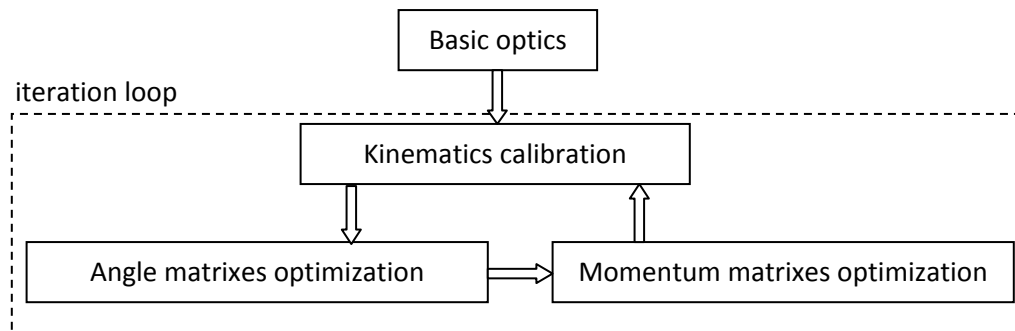 Basic optics
iteration loop
Kinematics calibration
Angle matrixes optimization
Momentum matrixes optimization